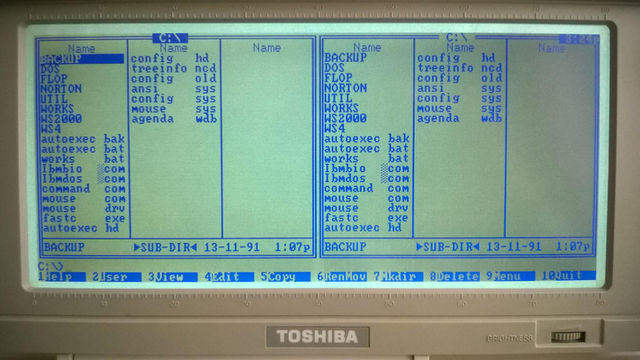 C:\ C:\
Name Name Name Name Name Name
BACKUP config hd BACKUP config hd
DOS treeinfo ncd DOS treeinfo ncd
FLOP config old FLOP config old
NORTON ansi sys NORTON ansi sys
UTIL config sys UTIL config sys
WORKS mouse sys WORKS mouse sys
WS2000 agenda wdb WS2000 agenda wdb
WS4 WS4
autoexec bak autoexec bak
autoexec bat autoexec bat
works bat works bat
Ibmbio com Ibmbio com
Ibmdos com Ibmdos com
command com command com
mouse com mouse com
mouse drv mouse drv
fastc exe fastc exe
autoexec hd autoexec hd
BACKUP ►SUB-DIR◄ 13-11-91 1:07p BACKUP ►SUB-DIR◄ 13-11-91 1:07p
C:\>
1Help 2User 3View 4Edit 5Copy 6RenMov 7Mkdir 8Delete 9Menu 10Quit
TOSHIBA BRIGHTNESS